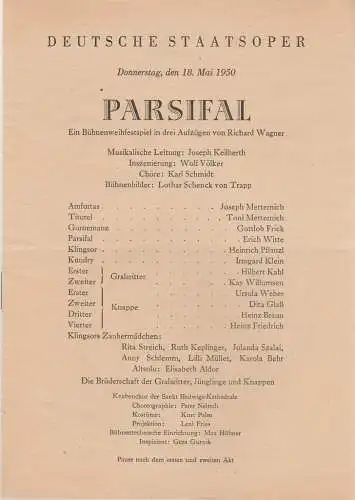 DEUTSCHE STAATSOPER
Donnerstag, den 18. Mai 1950
PARSIFAL
Ein Bühnenweihfestspiel in drei Aufzügen von Richard Wagner
Musikalische Leitung: Joseph Keilberth
Inszenierung: Wolf Völker
Chöre: Karl Schmidt
Bühnenbilder: Lothar Schenck von Trapp
Amfortas . . . . . . . . Joseph Metternich
Titurel . . . . . . . . Toni Metternich
Gurnemanz . . . . . . . . Gottlob Frick
Parsifal . . . . . . . . Erich Witte
Klingsor . . . . . . . . Heinrich Pflanzl
Kundry . . . . . . . . Irmgard Klein
Erster } Gralsritter . . . . . Hilbert Kahl
Zweiter } Gralsritter . . . . . Kay Willumsen
Erster } Knappe . . . . . Ursula Weber
Zweiter } Knappe . . . . . Dita Glaß
Dritter } Knappe . . . . . Heinz Braun
Vierter } Knappe . . . . . Heinz Friedrich
Klingsors Zaubermädchen:
Rita Streich, Ruth Keplinger, Jolanda Szalai,
Anny Schlemm, Lilli Müller, Karola Behr
Altsolo: Elisabeth Aldor
Die Brüderschaft der Gralsritter, Jünglinge und Knappen
Knabenchor der Sankt Hedwigs-Kathedrale
Choreographie:
Kostüme: Kurt Palm
Projektion: Leni Fries
Bühnentechnische Einrichtung: Max Hübner
Inspizient:
Pause nach dem ersten und zweiten Akt